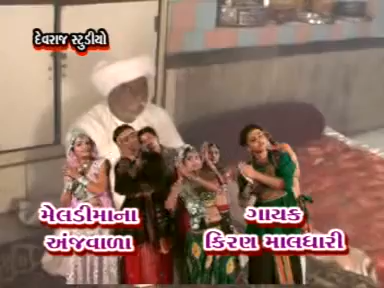 દેવરાજ સ્ટુડીયો
મેલડીમાના
અંજવાળા
ગાયક
કિરણ માલધારી